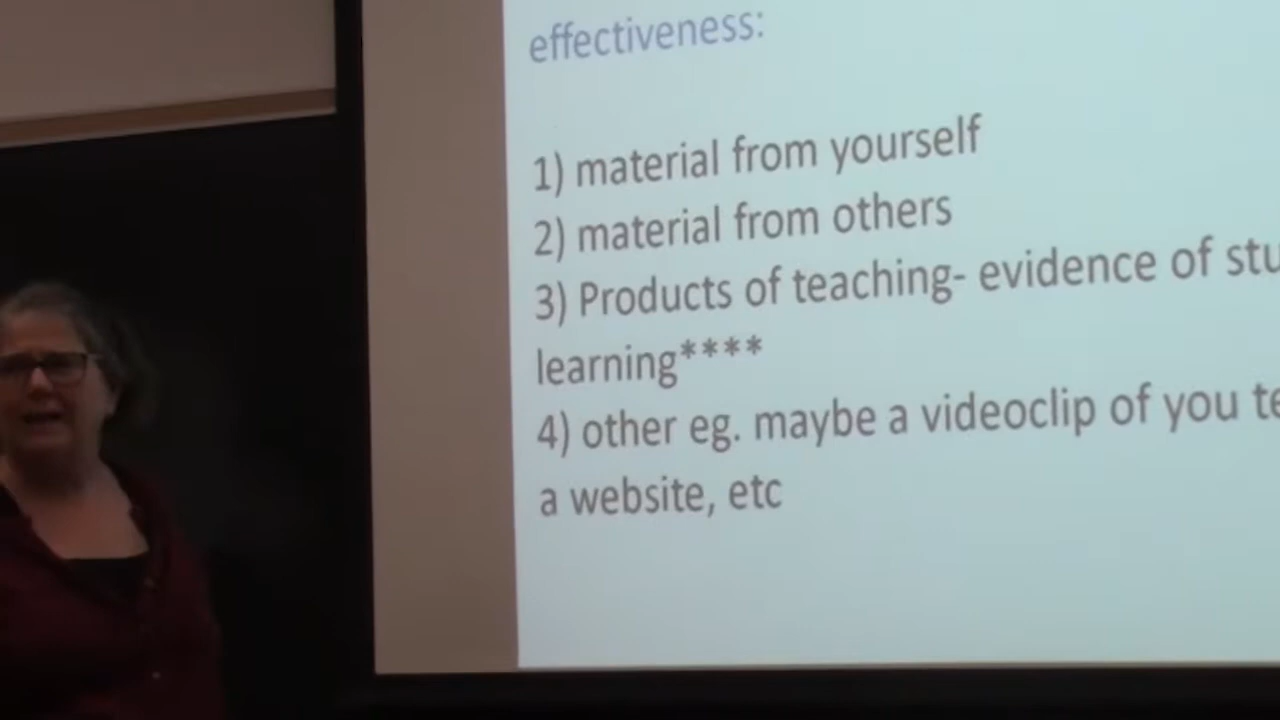 effectiveness:
1) material from yourself
2) material from others
3) Products of teaching- evidence of
learning****
4) other eg. maybe a videoclip of you
a website, etc